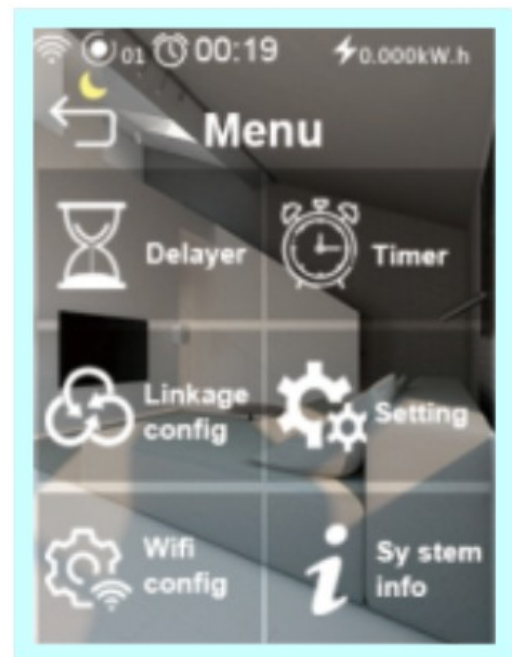 01 00:19 0.000kW.h
Menu
Delayer
Timer
Linkage
config
Setting
Wifi
config
Sy stem
info